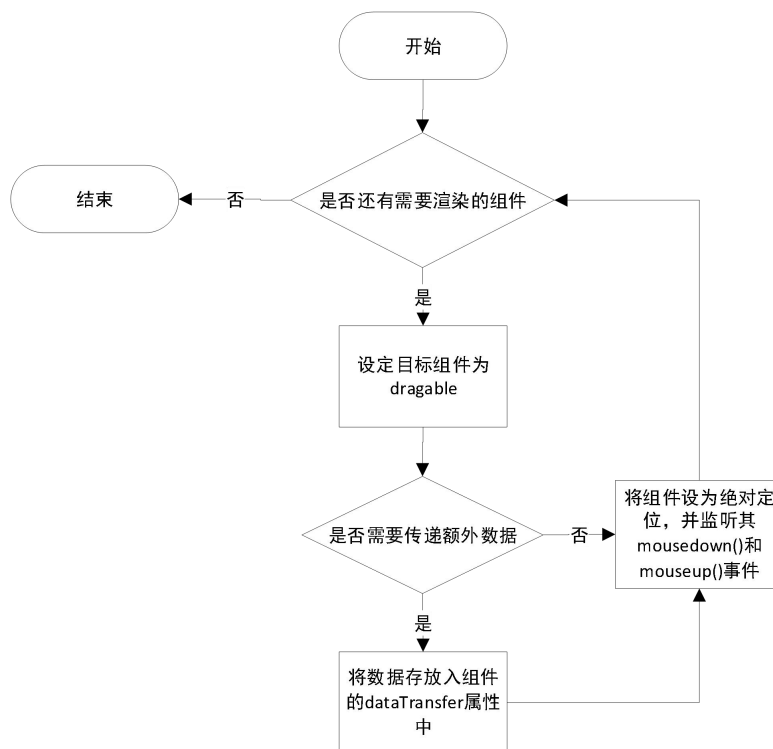 开始
是否还有需要渲染的组件
否
结束
是
设定目标组件为
dragable
是否需要传递额外数据
否
将组件设为绝对定
位，并监听其
mousedown()和
mouseup()事件
是
将数据存放入组件
的dataTransfer属性
中